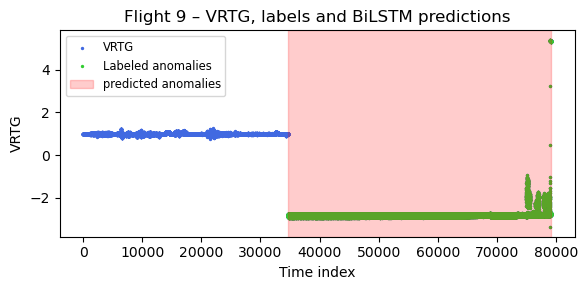 Flight 9 – VRTG, labels and BiLSTM predictions
VRTG
Labeled anomalies
predicted anomalies
VRTG
4
2
0
−2
0 10000 20000 30000 40000 50000 60000 70000 80000
Time index